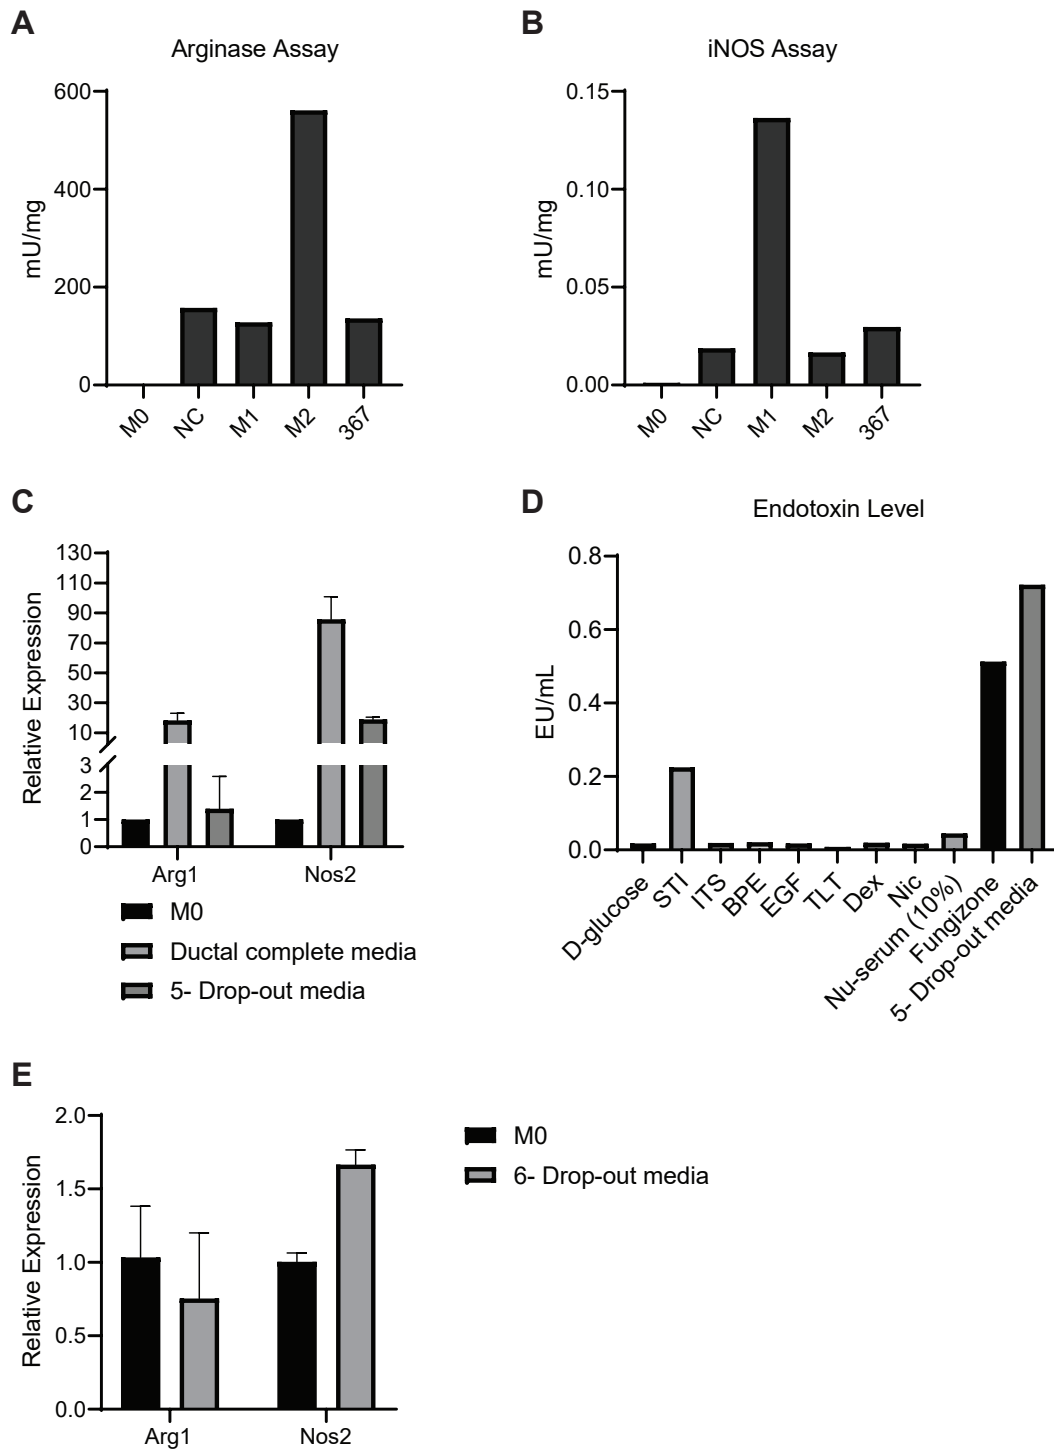 A
Arginase Assay
600
400
200
0
mU/mg
M0
NC
M1
M2
367
B
iNOS Assay
0.15
0.10
0.05
0.00
mU/mg
M0
NC
M1
M2
367
C
130
110
90
70
50
30
10
3
2
1
0
Relative Expression
Arg1
Nos2
M0
Ductal complete media
5- Drop-out media
D
Endotoxin Level
0.8
0.6
0.4
0.2
0.0
EU/mL
D-glucose
STI
ITS
BPE
EGF
TLT
Dex
Nic
Nu-serum (10%)
Fungizone
5- Drop-out media
E
2.0
1.5
1.0
0.5
0.0
Relative Expression
Arg1
Nos2
M0
6- Drop-out media